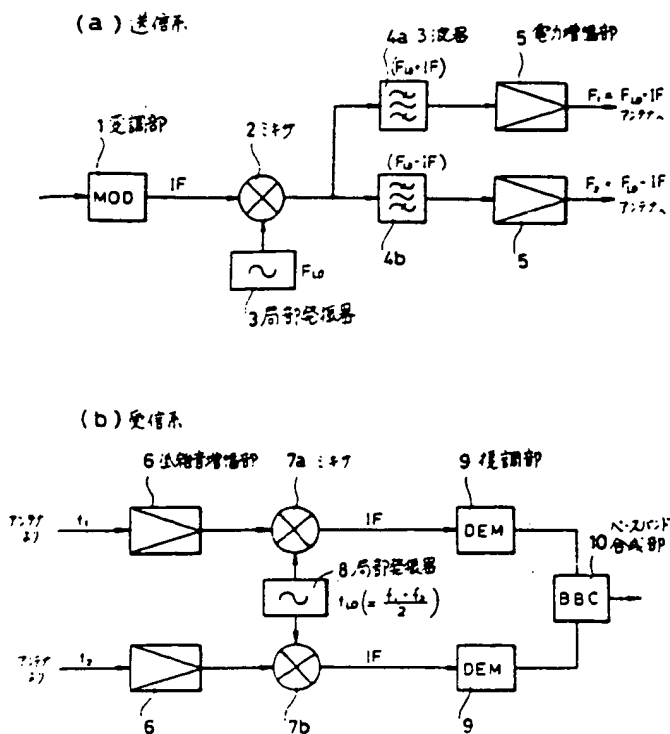 (a) 送信系
4a ろ波器
5 電力増幅部
(FLO+IF)
F1 = FLO+IF
アンテナへ
1 変調部
2 ミキサ
MOD
IF
(FLO-IF)
F2 = FLO-IF
アンテナへ
4b
5
FLO
3 局部発振器
(b) 受信系
6 低雑音増幅部
7a ミキサ
9 復調部
アンテナより
f1
IF
DEM
ベースバンド
10 合成部
8 局部発振器
fLO(= f1+f2/2)
BBC
アンテナより
f2
IF
DEM
6
7b
9